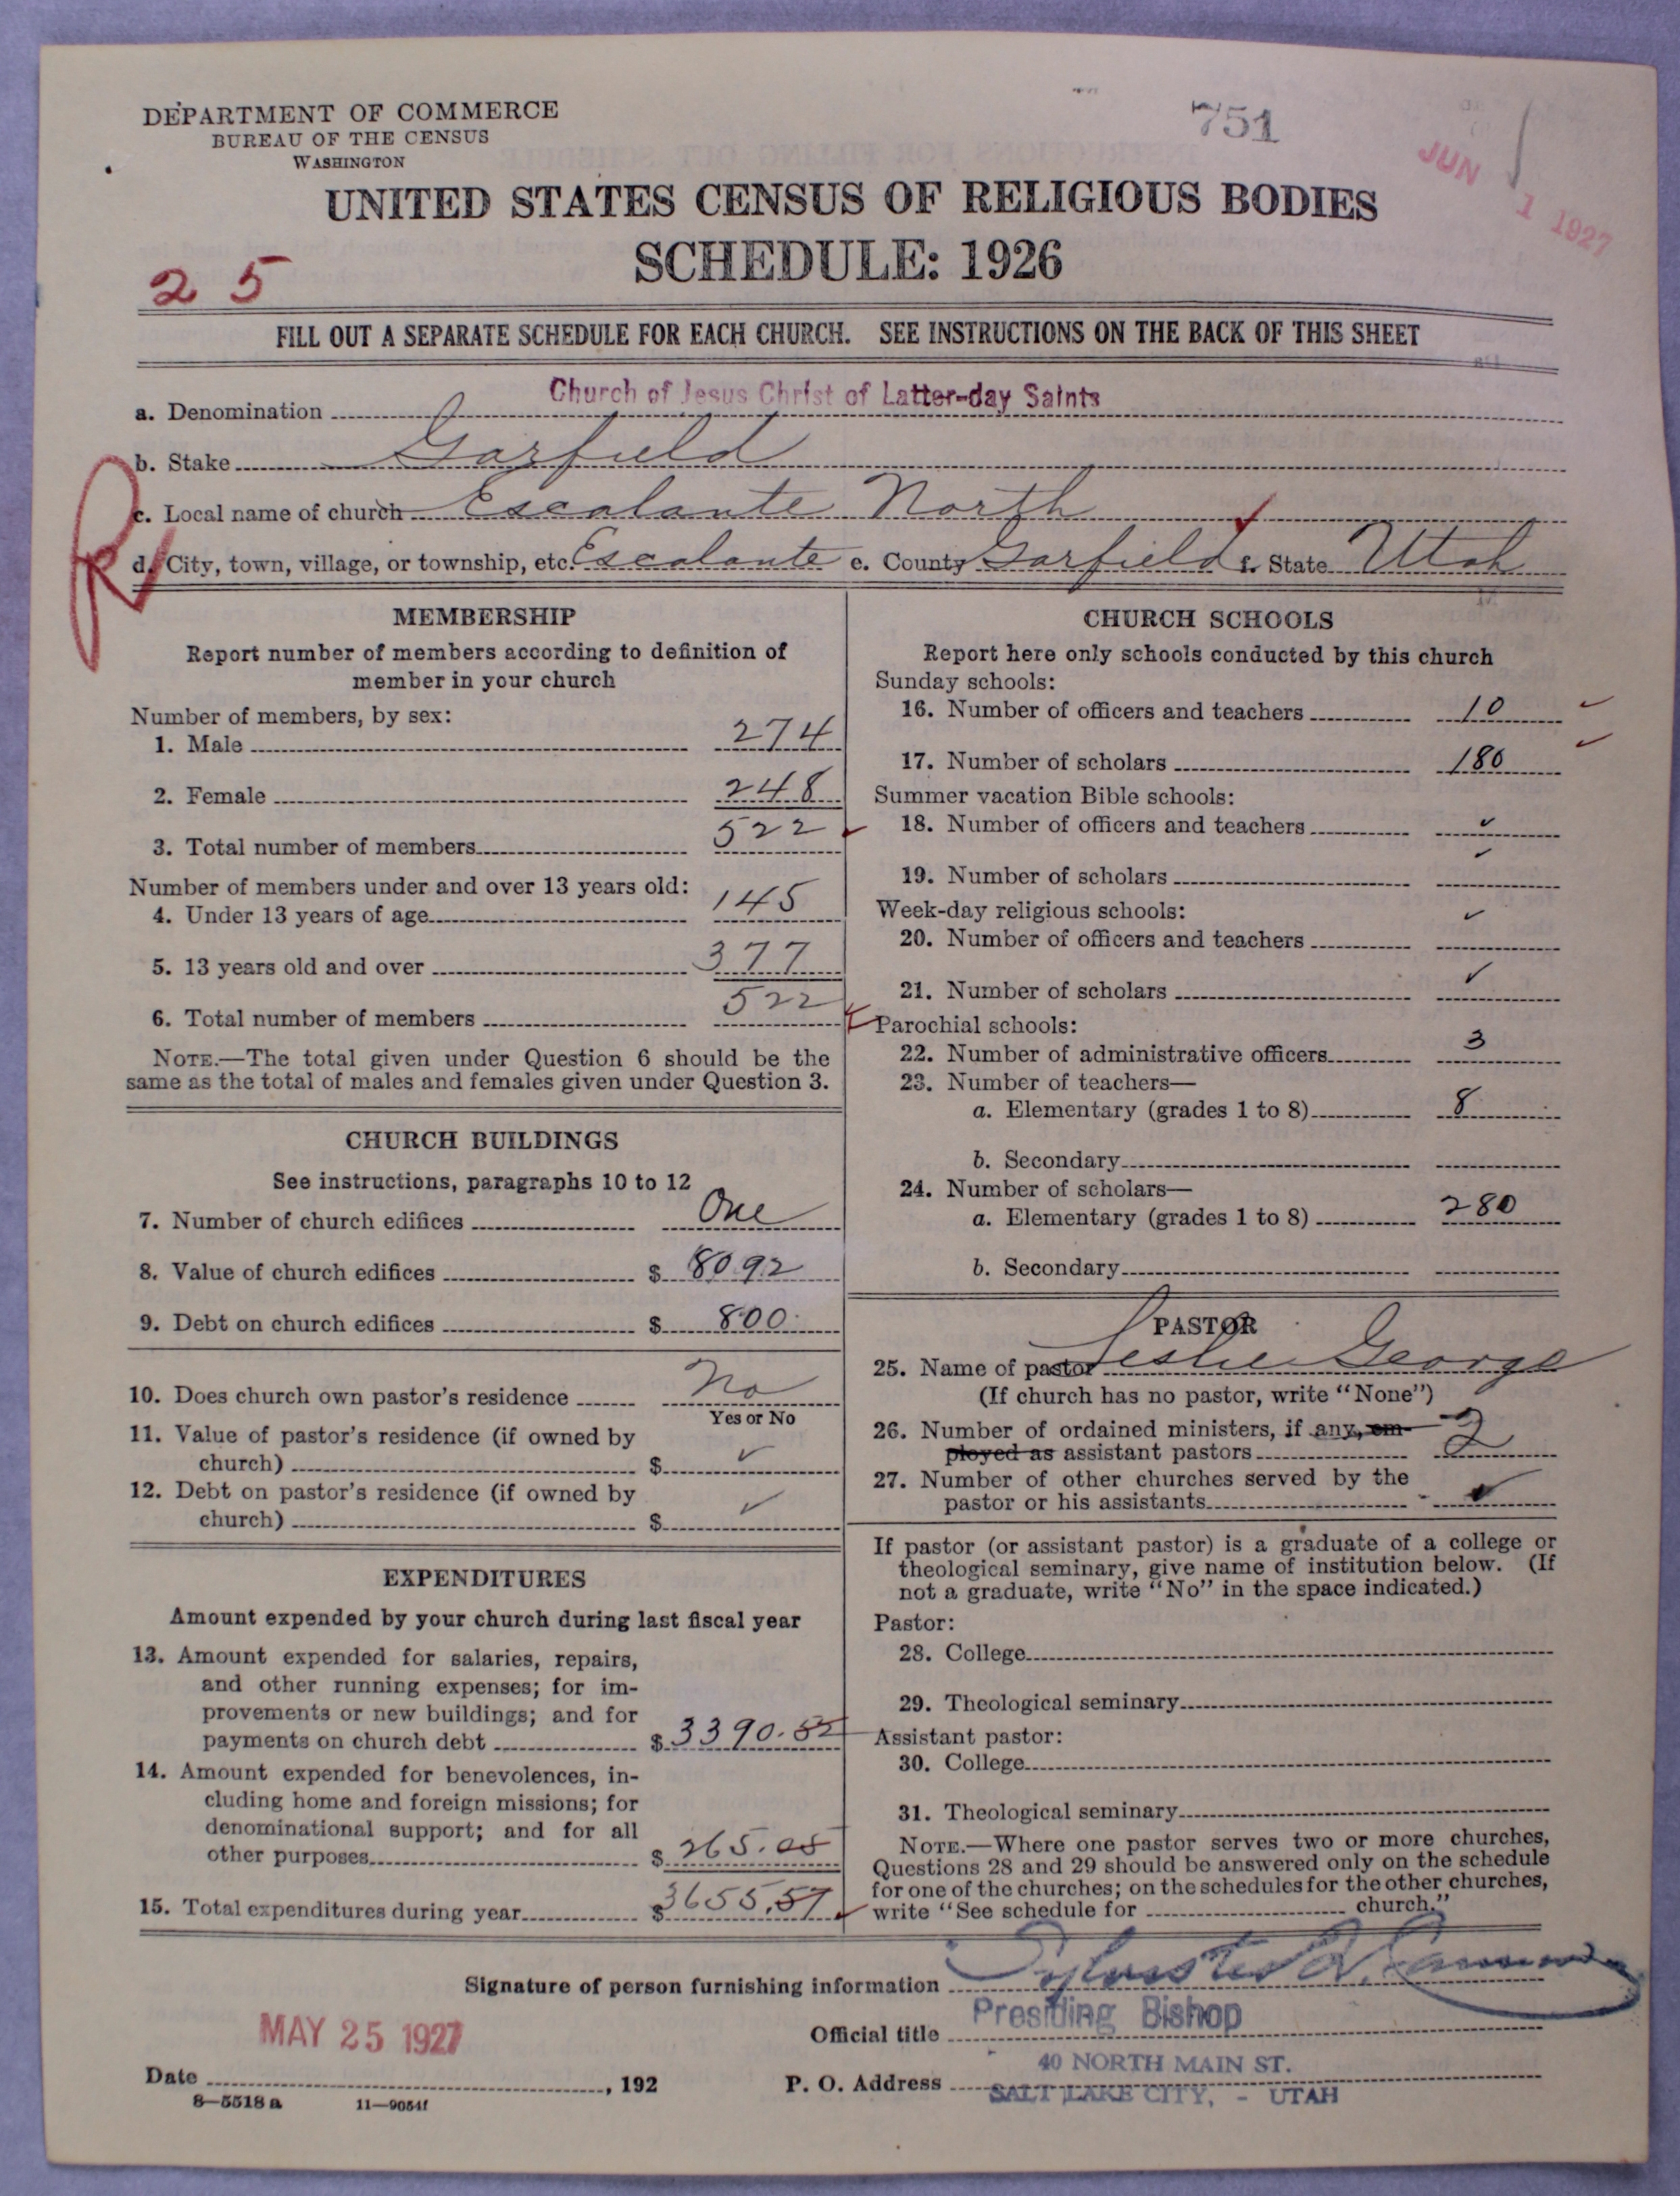 DEPARTMENT OF COMMERCE
BUREAU OF THE CENSUS
WASHINGTON
751
JUN 1 1927
UNITED STATES CENSUS OF RELIGIOUS BODIES
SCHEDULE: 1926
25
FILL OUT A SEPARATE SCHEDULE FOR EACH CHURCH. SEE INSTRUCTIONS ON THE BACK OF THIS SHEET
a. Denomination Church of Jesus Christ of Latter-day Saints
b. Stake Garfield
c. Local name of church Escalante North
d. City, town, village, or township, etc. Escalante e. County Garfield f. State Utah
MEMBERSHIP
Report number of members according to definition of
member in your church
Number of members, by sex:
1. Male 274
2. Female 248
3. Total number of members 522
Number of members under and over 13 years old:
4. Under 13 years of age 145
5. 13 years old and over 377
6. Total number of members 522
NOTE.—The total given under Question 6 should be the
same as the total of males and females given under Question 3.
CHURCH BUILDINGS
See instructions, paragraphs 10 to 12
7. Number of church edifices One
8. Value of church edifices $ 8092
9. Debt on church edifices $ 800
10. Does church own pastor's residence No
Yes or No
11. Value of pastor's residence (if owned by
church) $ ✓
12. Debt on pastor's residence (if owned by
church) $ ✓
EXPENDITURES
Amount expended by your church during last fiscal year
13. Amount expended for salaries, repairs,
and other running expenses; for im-
provements or new buildings; and for
payments on church debt $ 3390.52
14. Amount expended for benevolences, in-
cluding home and foreign missions; for
denominational support; and for all
other purposes $ 265.05
15. Total expenditures during year $ 3655.57
CHURCH SCHOOLS
Report here only schools conducted by this church
Sunday schools:
16. Number of officers and teachers 10
17. Number of scholars 180
Summer vacation Bible schools:
18. Number of officers and teachers ✓
19. Number of scholars ✓
Week-day religious schools:
20. Number of officers and teachers ✓
21. Number of scholars ✓
Parochial schools:
22. Number of administrative officers 3
23. Number of teachers—
a. Elementary (grades 1 to 8) 8
b. Secondary
24. Number of scholars—
a. Elementary (grades 1 to 8) 280
b. Secondary
PASTOR
25. Name of pastor Leslie George
(If church has no pastor, write "None")
26. Number of ordained ministers, if any, em-
ployed as assistant pastors 2
27. Number of other churches served by the
pastor or his assistants ✓
If pastor (or assistant pastor) is a graduate of a college or
theological seminary, give name of institution below. (If
not a graduate, write "No" in the space indicated.)
Pastor:
28. College
29. Theological seminary
Assistant pastor:
30. College
31. Theological seminary
NOTE.—Where one pastor serves two or more churches,
Questions 28 and 29 should be answered only on the schedule
for one of the churches; on the schedules for the other churches,
write "See schedule for church."
Signature of person furnishing information Sylvester Q. Cannon
Official title Presiding Bishop
MAY 25 1927
Date , 192
P. O. Address 40 NORTH MAIN ST.
SALT LAKE CITY, - UTAH
8—5518 a 11—9054f